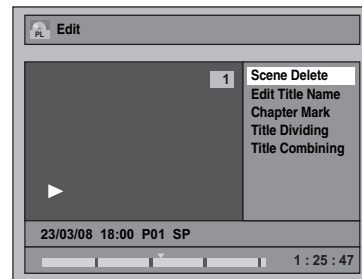 PL Edit
1
Scene Delete
Edit Title Name
Chapter Mark
Title Dividing
Title Combining
23/03/08 18:00 P01 SP
1 : 25 : 47